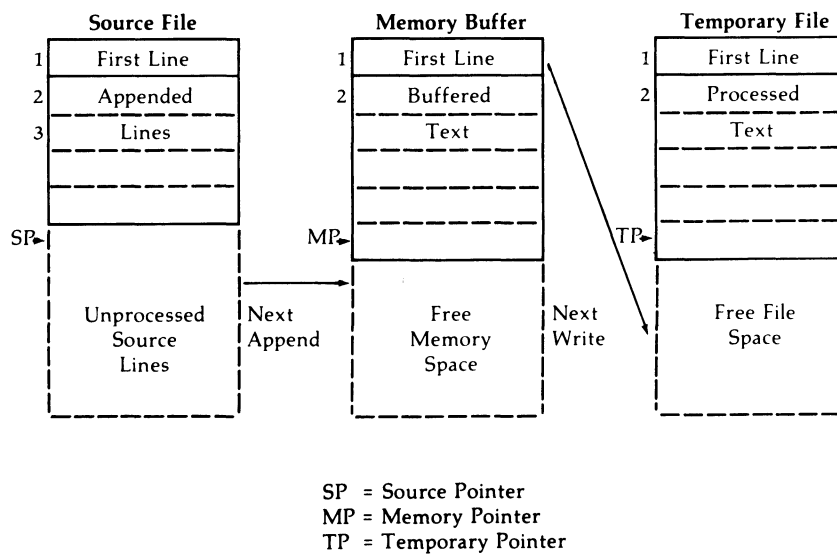 Source File
1 First Line
2 Appended
3 Lines
SP
Unprocessed
Source
Lines
Next
Append
Memory Buffer
1 First Line
2 Buffered
Text
MP
Free
Memory
Space
Next
Write
Temporary File
1 First Line
2 Processed
Text
TP
Free File
Space
SP = Source Pointer
MP = Memory Pointer
TP = Temporary Pointer